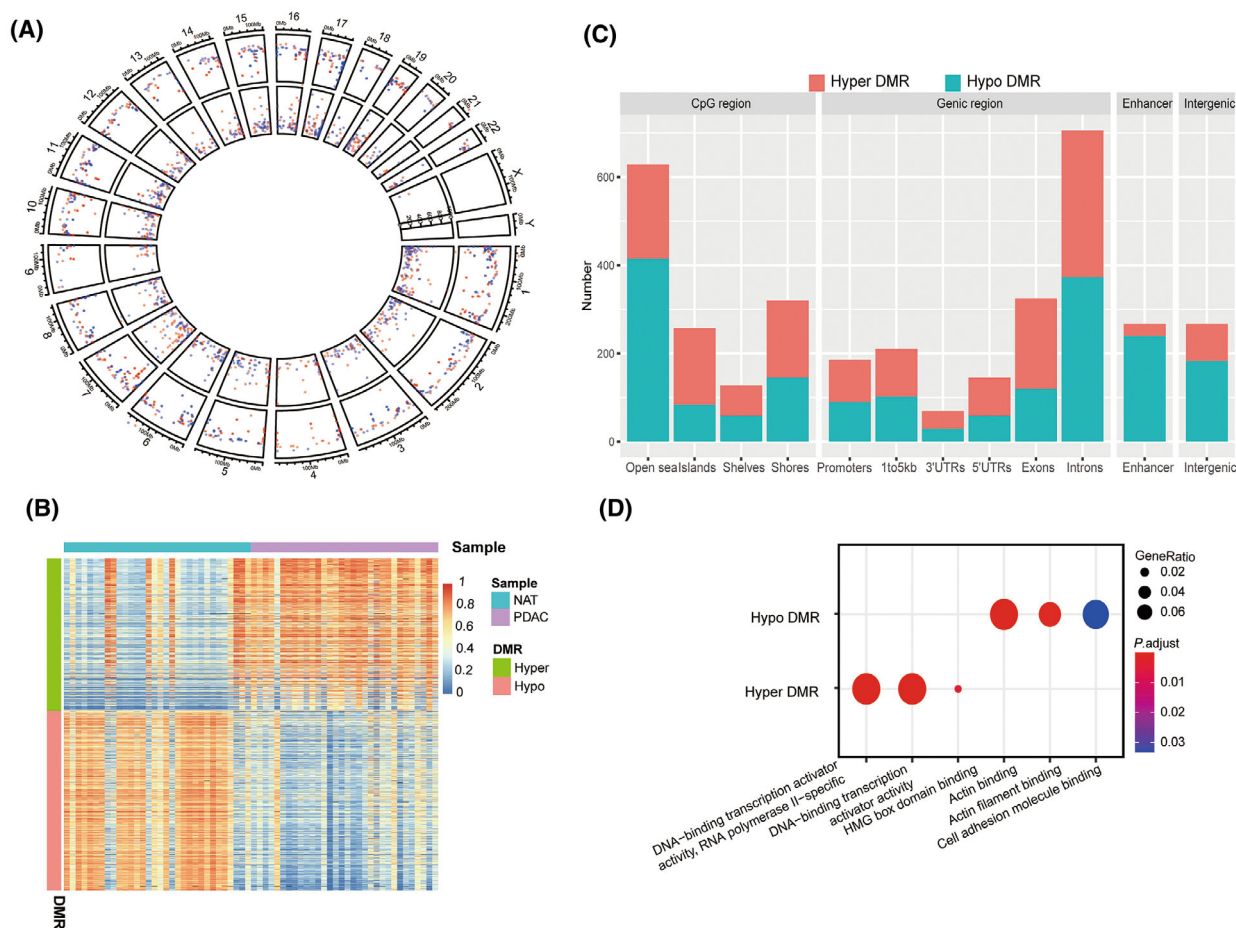 (A)
16
17
18
19
20
21
22
X
Y
1
2
3
4
5
6
7
8
9
10
11
12
13
14
15
0Mb
100Mb
200Mb
(C)
Hyper DMR
Hypo DMR
CpG region
Genic region
Enhancer
Intergenic
Number
600
400
200
0
Open sea
Islands
Shelves
Shores
Promoters
1to5kb
3'UTRs
5'UTRs
Exons
Introns
Enhancer
Intergenic
(B)
Sample
1
0.8
0.6
0.4
0.2
0
Sample
NAT
PDAC
DMR
Hyper
Hypo
DMR
(D)
Hypo DMR
Hyper DMR
DNA−binding transcription activator
activity, RNA polymerase II−specific
DNA−binding transcription
activator activity
HMG box domain binding
Actin binding
Actin filament binding
Cell adhesion molecule binding
GeneRatio
0.02
0.04
0.06
P.adjust
0.01
0.02
0.03